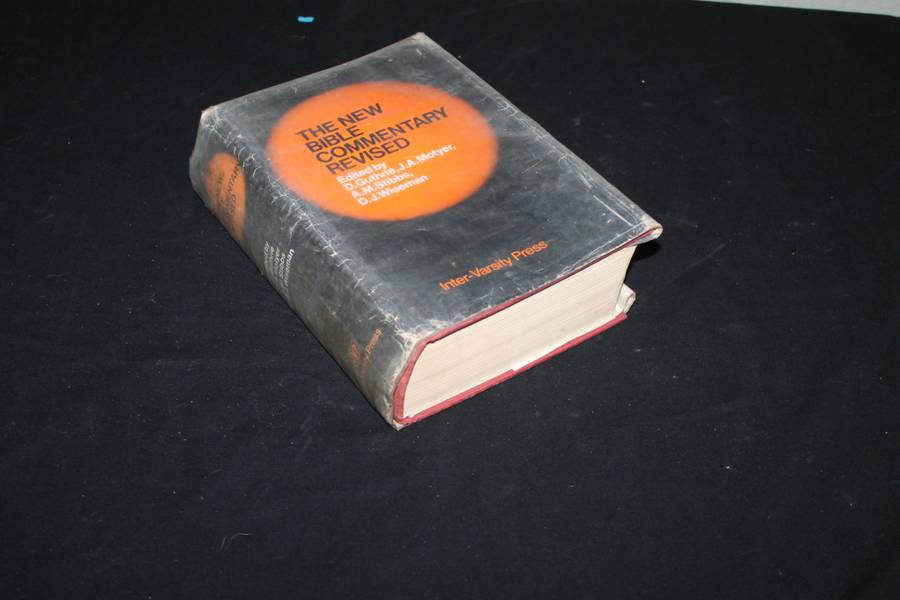 THE NEW
BIBLE
COMMENTARY
REVISED
Edited by
D.Guthrie, J.A.Motyer,
A.M.Stibbs,
D.J.Wiseman
Inter-Varsity Press